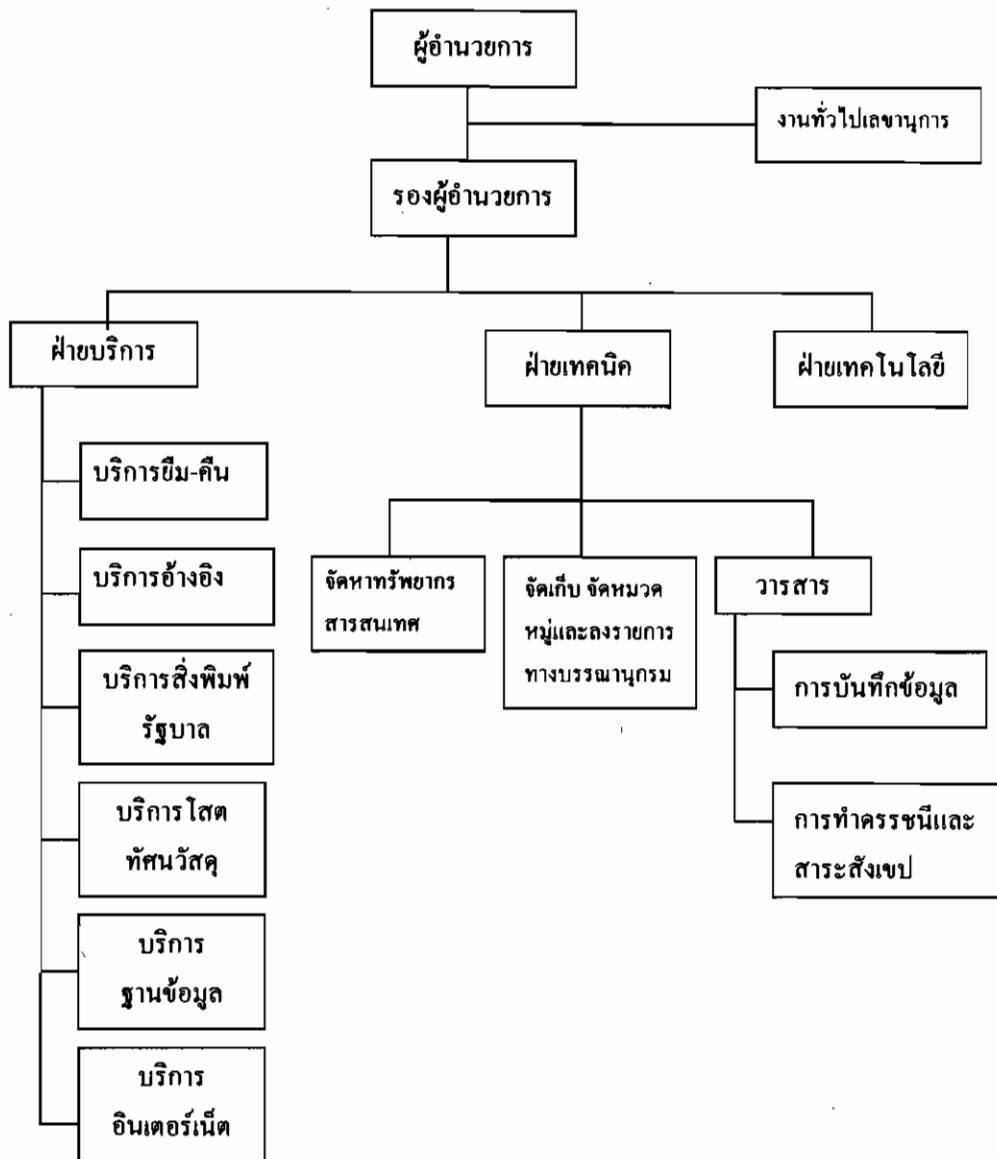 ผู้อำนวยการ
งานทั่วไปเลขานุการ
รองผู้อำนวยการ
ฝ่ายบริการ
ฝ่ายเทคนิค
ฝ่ายเทคโนโลยี
บริการยืม-คืน
บริการอ้างอิง
บริการสิ่งพิมพ์
รัฐบาล
บริการโสต
ทัศนวัสดุ
บริการ
ฐานข้อมูล
บริการ
อินเตอร์เน็ต
จัดหาทรัพยากร
สารสนเทศ
จัดเก็บ จัดหมวด
หมู่และลงรายการ
ทางบรรณานุกรม
วารสาร
การบันทึกข้อมูล
การทำดรรชนีและ
สาระสังเขป